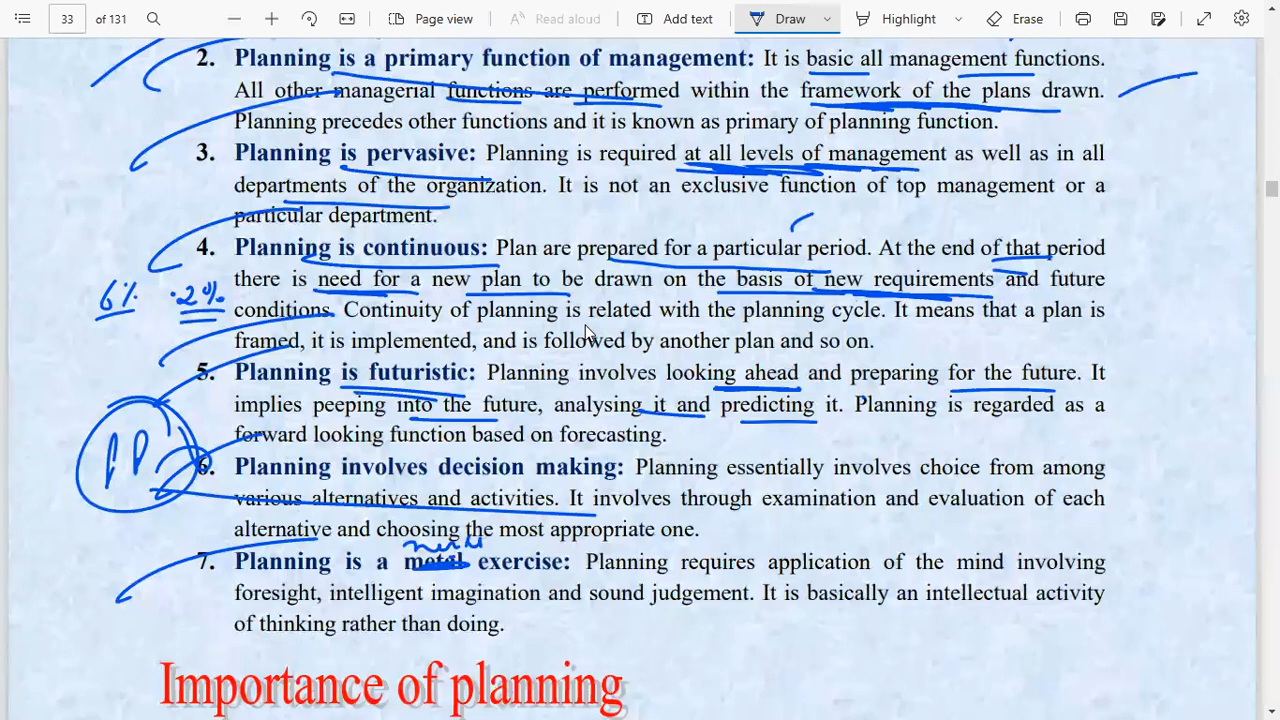 33 of 131 Page view Read aloud Add text Draw Highlight Erase
2. Planning is a primary function of management: It is basic all management functions.
All other managerial functions are performed within the framework of the plans drawn.
Planning precedes other functions and it is known as primary of planning function.
3. Planning is pervasive: Planning is required at all levels of management as well as in all
departments of the organization. It is not an exclusive function of top management or a
particular department.
4. Planning is continuous: Plan are prepared for a particular period. At the end of that period
there is need for a new plan to be drawn on the basis of new requirements and future
6% .2%
conditions. Continuity of planning is related with the planning cycle. It means that a plan is
framed, it is implemented, and is followed by another plan and so on.
5. Planning is futuristic: Planning involves looking ahead and preparing for the future. It
implies peeping into the future, analysing it and predicting it. Planning is regarded as a
forward looking function based on forecasting.
6. Planning involves decision making: Planning essentially involves choice from among
various alternatives and activities. It involves through examination and evaluation of each
alternative and choosing the most appropriate one.
7. Planning is a exercise: Planning requires application of the mind involving
foresight, intelligent imagination and sound judgement. It is basically an intellectual activity
of thinking rather than doing.
Importance of planning